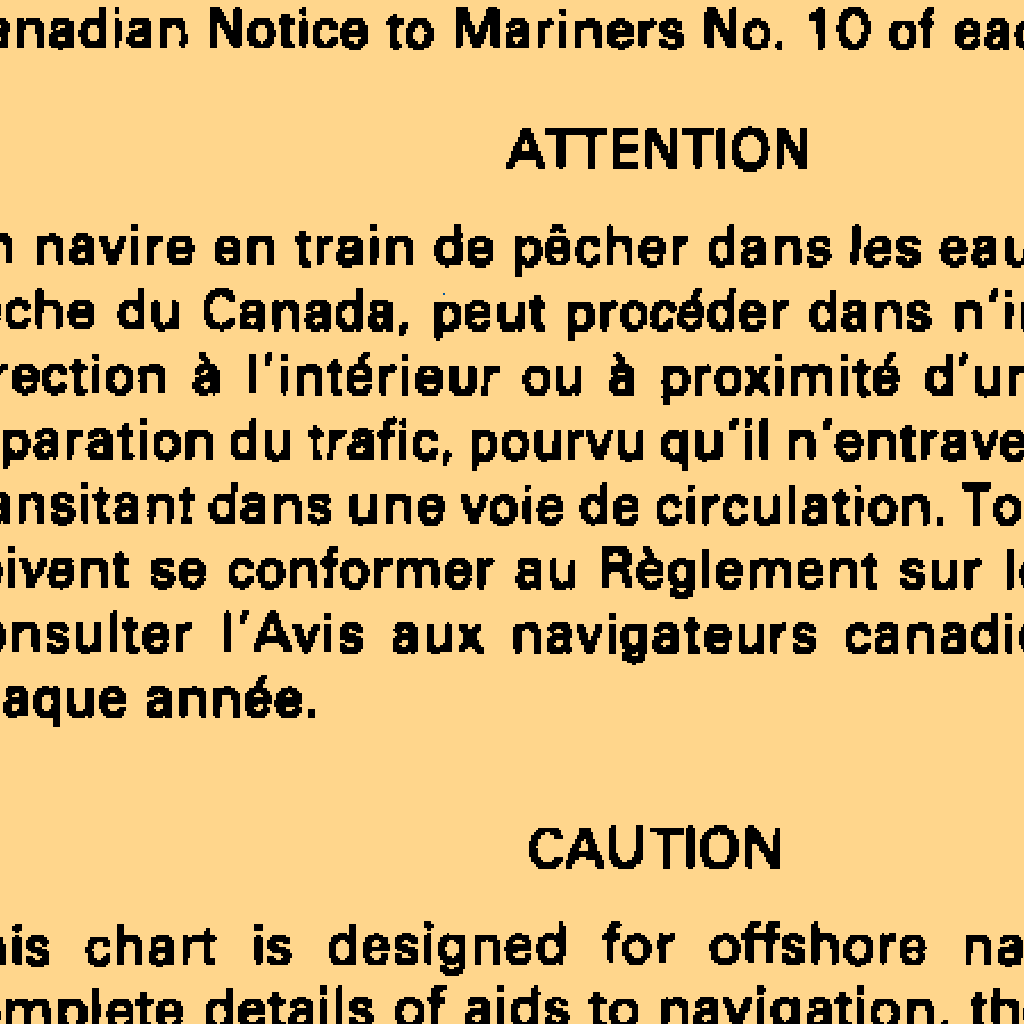 anadian Notice to Mariners No. 10 of eac
ATTENTION
n navire en train de pêcher dans les eau
êche du Canada, peut procéder dans n'i
rection à l'intérieur ou à proximité d'un
paration du trafic, pourvu qu'il n'entrave
ansitant dans une voie de circulation. To
oivent se conformer au Règlement sur le
onsulter l'Avis aux navigateurs canadie
aque année.
CAUTION
his chart is designed for offshore na
omplete details of aids to navigation, th